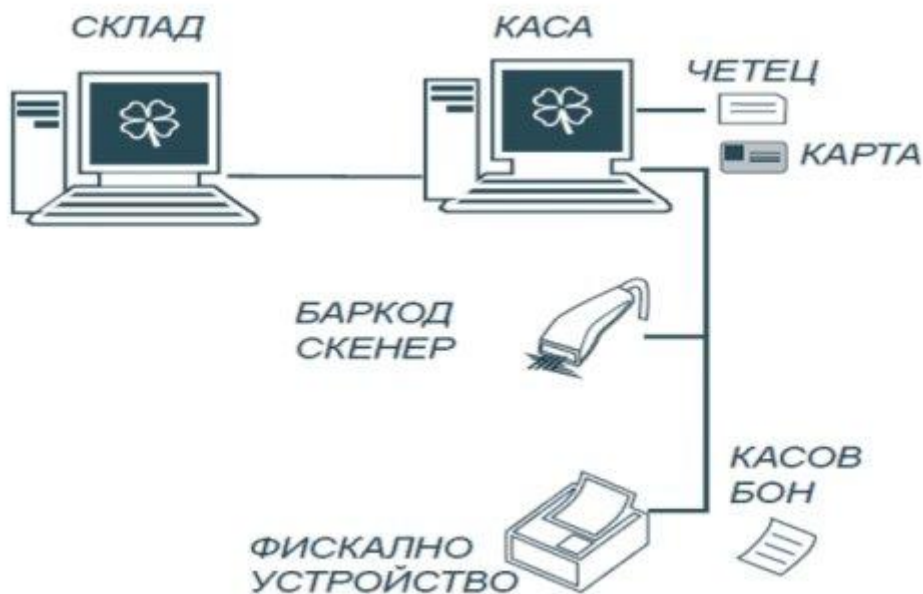 СКЛАД
КАСА
ЧЕТЕЦ
КАРТА
БАРКОД
СКЕНЕР
КАСОВ
БОН
ФИСКАЛНО
УСТРОЙСТВО